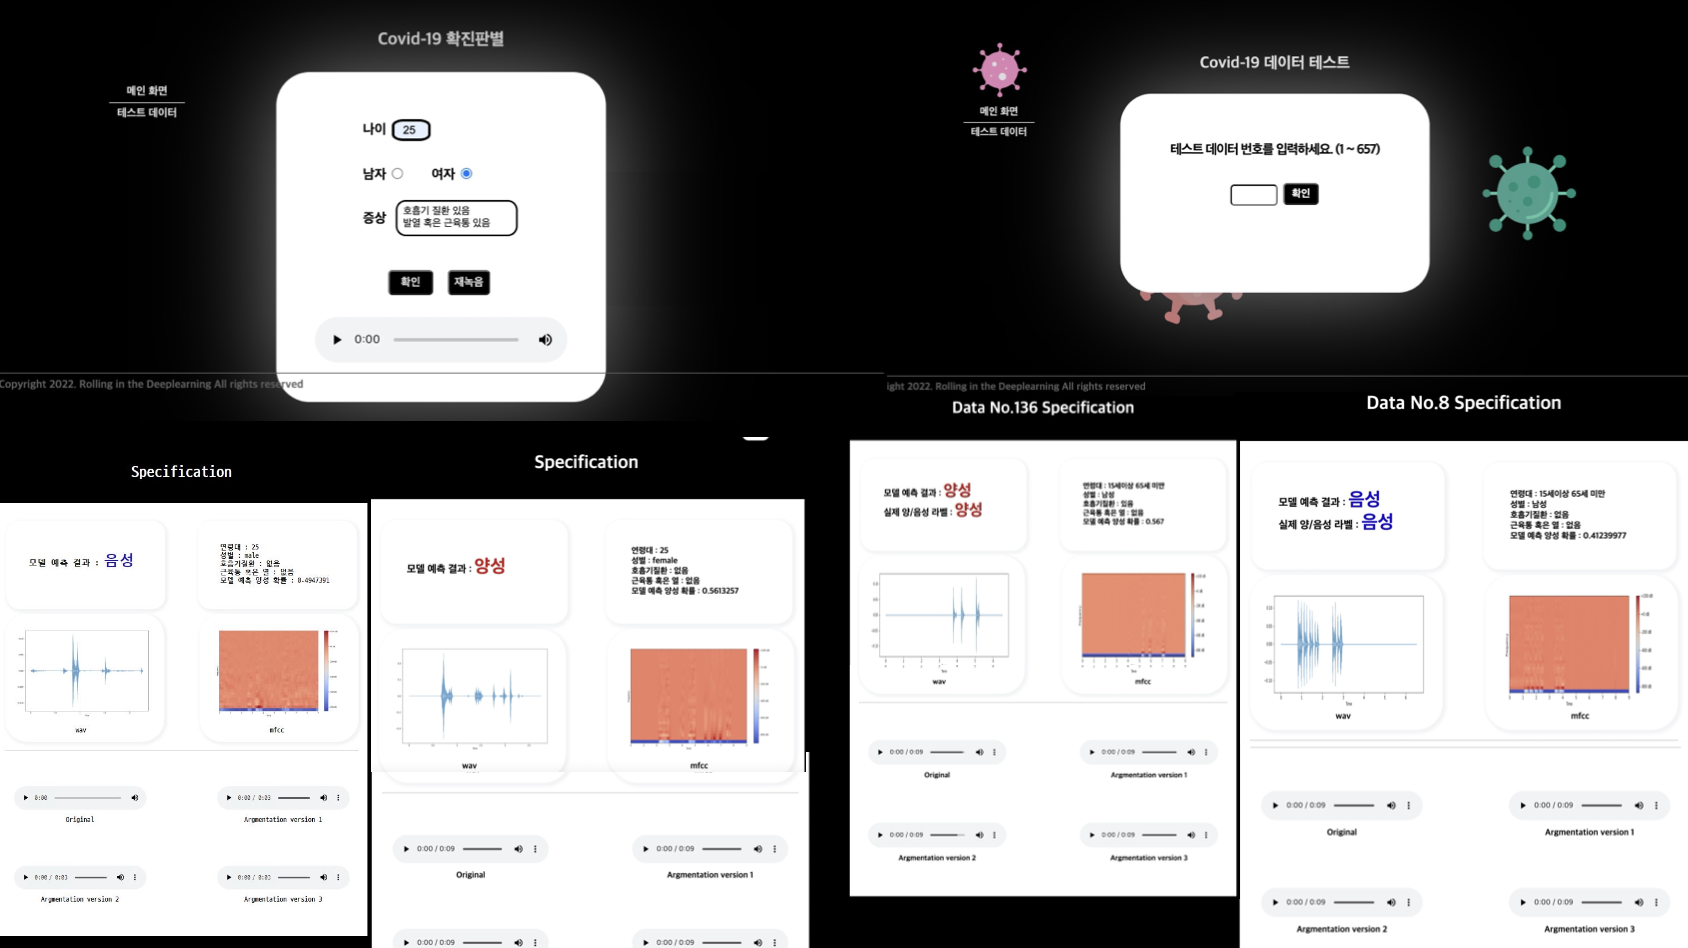 Covid-19 확진판별
메인 화면
테스트 데이터
나이 25
남자 여자
증상
호흡기 질환 있음
발열 혹은 근육통 있음
확인 재녹음
0:00
Copyright 2022. Rolling in the Deeplearning All rights reserved
Covid-19 데이터 테스트
메인 화면
테스트 데이터
테스트 데이터 번호를 입력하세요. (1 ~ 657)
확인
ight 2022. Rolling in the Deeplearning All rights reserved
Specification
모델 예측 결과 : 음성
연령대 : 25
성별 : male
호흡기질환 : 없음
근육통 혹은 열 : 없음
모델 예측 양성 확률 : 0.4947391
wav
mfcc
0:00
0:00 / 0:03
Original
Argmentation version 1
0:00 / 0:03
0:00 / 0:03
Argmentation version 2
Argmentation version 3
Specification
모델 예측 결과 : 양성
연령대 : 25
성별 : female
호흡기질환 : 없음
근육통 혹은 열 : 없음
모델 예측 양성 확률 : 0.5613257
wav
mfcc
0:00 / 0:09
0:00 / 0:09
Original
Argmentation version 1
0:00 / 0:09
0:00 / 0:09
Data No.136 Specification
모델 예측 결과 : 양성
실제 양/음성 라벨 : 양성
연령대 : 15세이상 65세 미만
성별 : 남성
호흡기질환 : 있음
근육통 혹은 열 : 없음
모델 예측 양성 확률 : 0.567
wav
mfcc
0:00 / 0:09
0:00 / 0:09
Original
Argmentation version 1
0:00 / 0:09
0:00 / 0:09
Argmentation version 2
Argmentation version 3
Data No.8 Specification
모델 예측 결과 : 음성
실제 양/음성 라벨 : 음성
연령대 : 15세이상 65세 미만
성별 : 남성
호흡기질환 : 없음
근육통 혹은 열 : 없음
모델 예측 양성 확률 : 0.41239977
wav
mfcc
0:00 / 0:09
0:00 / 0:09
Original
Argmentation version 1
0:00 / 0:09
0:00 / 0:09
Argmentation version 2
Argmentation version 3